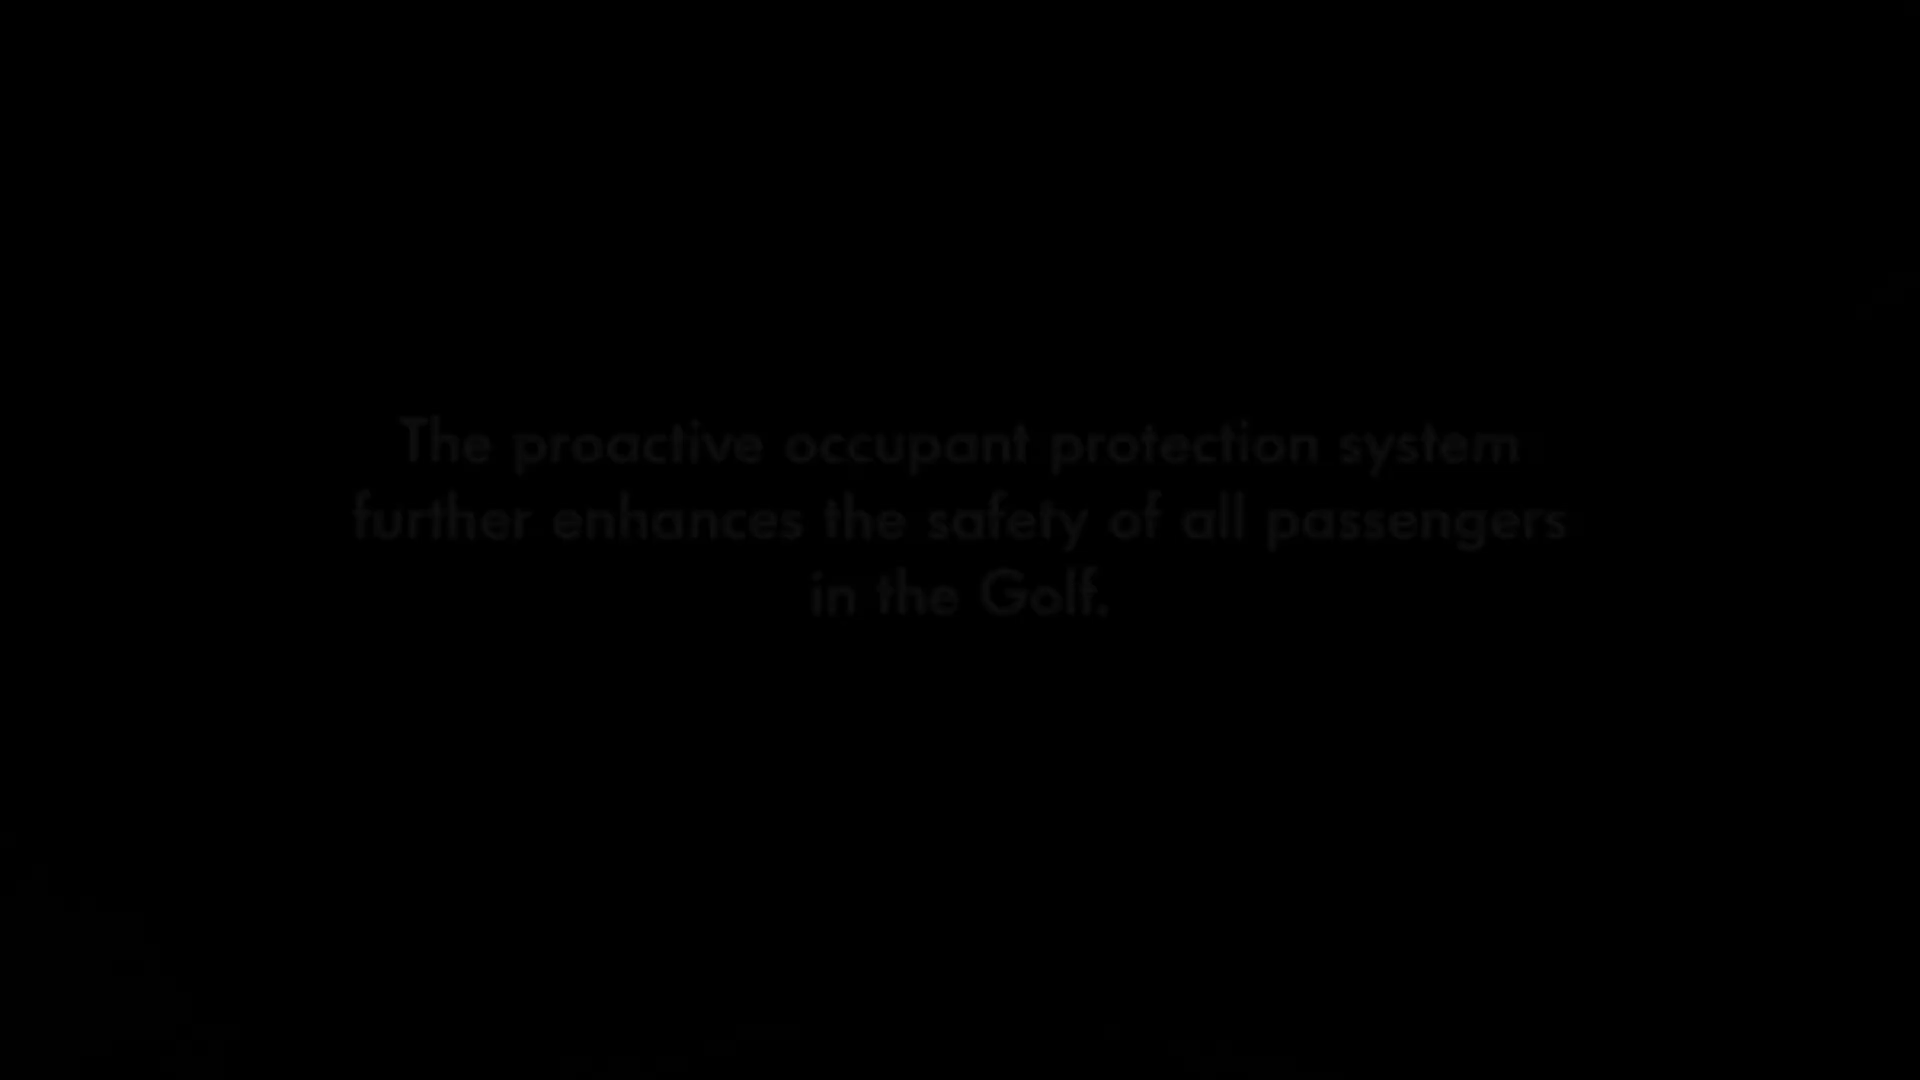 The proactive occupant protection system
further enhances the safety of all passengers
in the Golf.